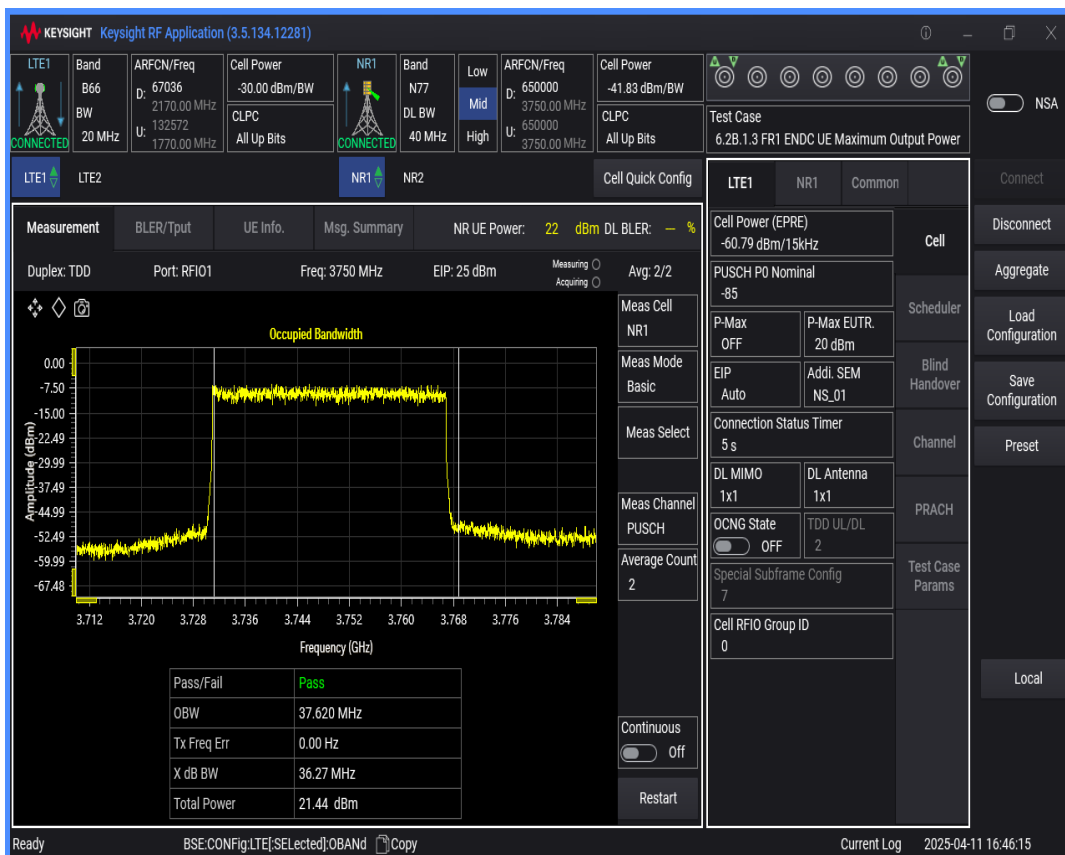 KEYSIGHT Keysight RF Application (3.5.134.12281)
LTE1
CONNECTED
Band
B66
BW
20 MHz
ARFCN/Freq
D: 67036
2170.00 MHz
U: 132572
1770.00 MHz
Cell Power
-30.00 dBm/BW
CLPC
All Up Bits
NR1
CONNECTED
Band
N77
DL BW
40 MHz
Low
Mid
High
ARFCN/Freq
D: 650000
3750.00 MHz
U: 650000
3750.00 MHz
Cell Power
-41.83 dBm/BW
CLPC
All Up Bits
Test Case
6.2B.1.3 FR1 ENDC UE Maximum Output Power
NSA
LTE1 LTE2 NR1 NR2 Cell Quick Config
Connect
Disconnect
Aggregate
Load
Configuration
Save
Configuration
Preset
Local
Measurement BLER/Tput UE Info. Msg. Summary NR UE Power: 22 dBm DL BLER: — %
Duplex: TDD Port: RFIO1 Freq: 3750 MHz EIP: 25 dBm Measuring Avg: 2/2
Acquiring
Occupied Bandwidth
Amplitude (dBm)
0.00
-7.50
-15.00
-22.49
-29.99
-37.49
-44.99
-52.49
-59.99
-67.48
3.712 3.720 3.728 3.736 3.744 3.752 3.760 3.768 3.776 3.784
Frequency (GHz)
Pass/Fail Pass
OBW 37.620 MHz
Tx Freq Err 0.00 Hz
X dB BW 36.27 MHz
Total Power 21.44 dBm
Meas Cell
NR1
Meas Mode
Basic
Meas Select
Meas Channel
PUSCH
Average Count
2
Continuous
Off
Restart
LTE1 NR1 Common
Cell Power (EPRE)
-60.79 dBm/15kHz
PUSCH P0 Nominal
-85
P-Max
OFF
P-Max EUTR.
20 dBm
EIP
Auto
Addi. SEM
NS_01
Connection Status Timer
5 s
DL MIMO
1x1
DL Antenna
1x1
OCNG State
OFF
TDD UL/DL
2
Special Subframe Config
7
Cell RFIO Group ID
0
Cell
Scheduler
Blind
Handover
Channel
PRACH
Test Case
Params
Ready BSE:CONFig:LTE[:SELected]:OBANd Copy Current Log 2025-04-11 16:46:15